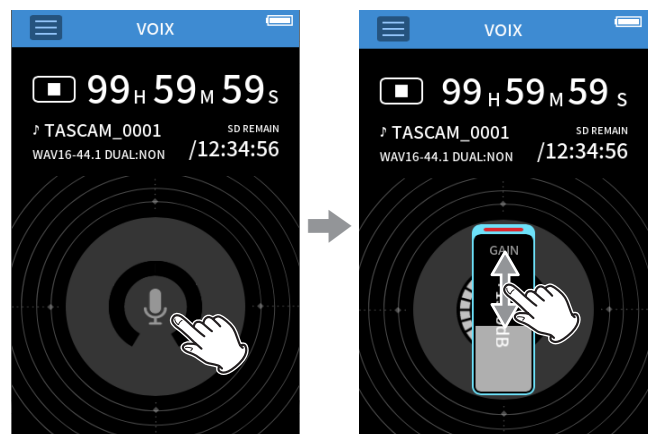 VOIX
99H 59M 59S
♪ TASCAM_0001
SD REMAIN
WAV16-44.1 DUAL:NON
/12:34:56
VOIX
99H 59M 59S
♪ TASCAM_0001
SD REMAIN
WAV16-44.1 DUAL:NON
/12:34:56
GAIN
dB